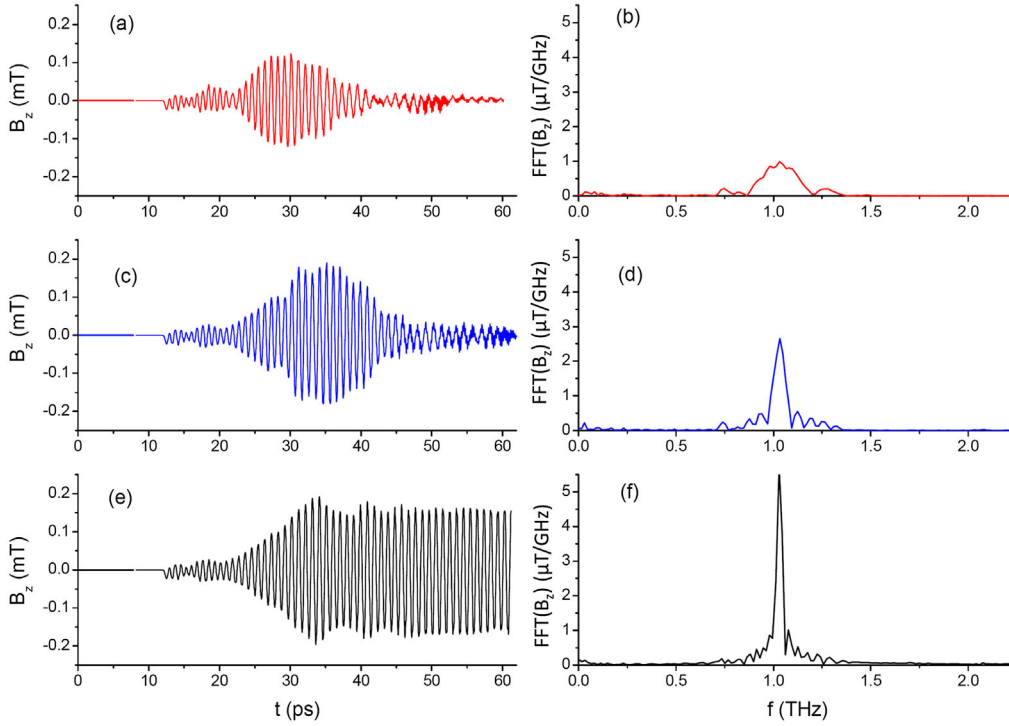 (a)
B_z (mT)
0.2
0.1
0.0
-0.1
-0.2
0 10 20 30 40 50 60
(b)
FFT(B_z) (μT/GHz)
5
4
3
2
1
0
0.0 0.5 1.0 1.5 2.0
(c)
B_z (mT)
0.2
0.1
0.0
-0.1
-0.2
0 10 20 30 40 50 60
(d)
FFT(B_z) (μT/GHz)
5
4
3
2
1
0
0.0 0.5 1.0 1.5 2.0
(e)
B_z (mT)
0.2
0.1
0.0
-0.1
-0.2
0 10 20 30 40 50 60
t (ps)
(f)
FFT(B_z) (μT/GHz)
5
4
3
2
1
0
0.0 0.5 1.0 1.5 2.0
f (THz)